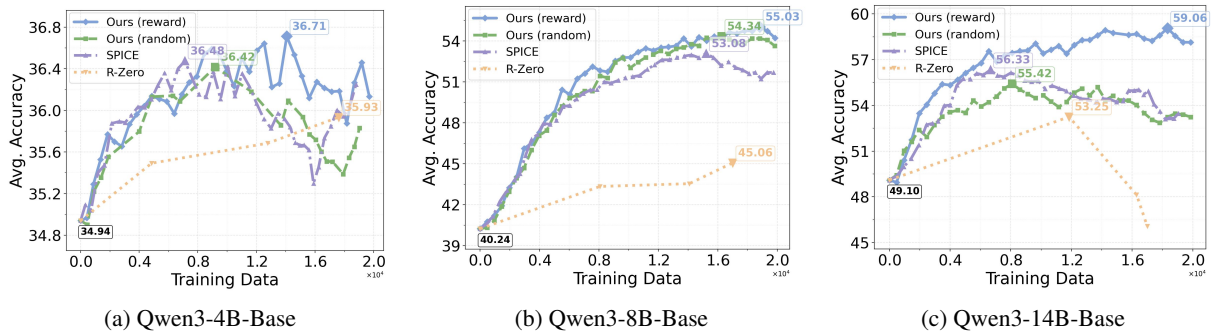 Avg. Accuracy
36.8
36.4
36.0
35.6
35.2
34.8
Ours (reward)
Ours (random)
SPICE
R-Zero
36.71
36.48
36.42
35.93
34.94
0.0 0.4 0.8 1.2 1.6 2.0
Training Data
×10⁴
(a) Qwen3-4B-Base
Avg. Accuracy
54
51
48
45
42
39
Ours (reward)
Ours (random)
SPICE
R-Zero
55.03
54.34
53.08
45.06
40.24
0.0 0.4 0.8 1.2 1.6 2.0
Training Data
×10⁴
(b) Qwen3-8B-Base
Avg. Accuracy
60
57
54
51
48
45
Ours (reward)
Ours (random)
SPICE
R-Zero
59.06
56.33
55.42
53.25
49.10
0.0 0.4 0.8 1.2 1.6 2.0
Training Data
×10⁴
(c) Qwen3-14B-Base